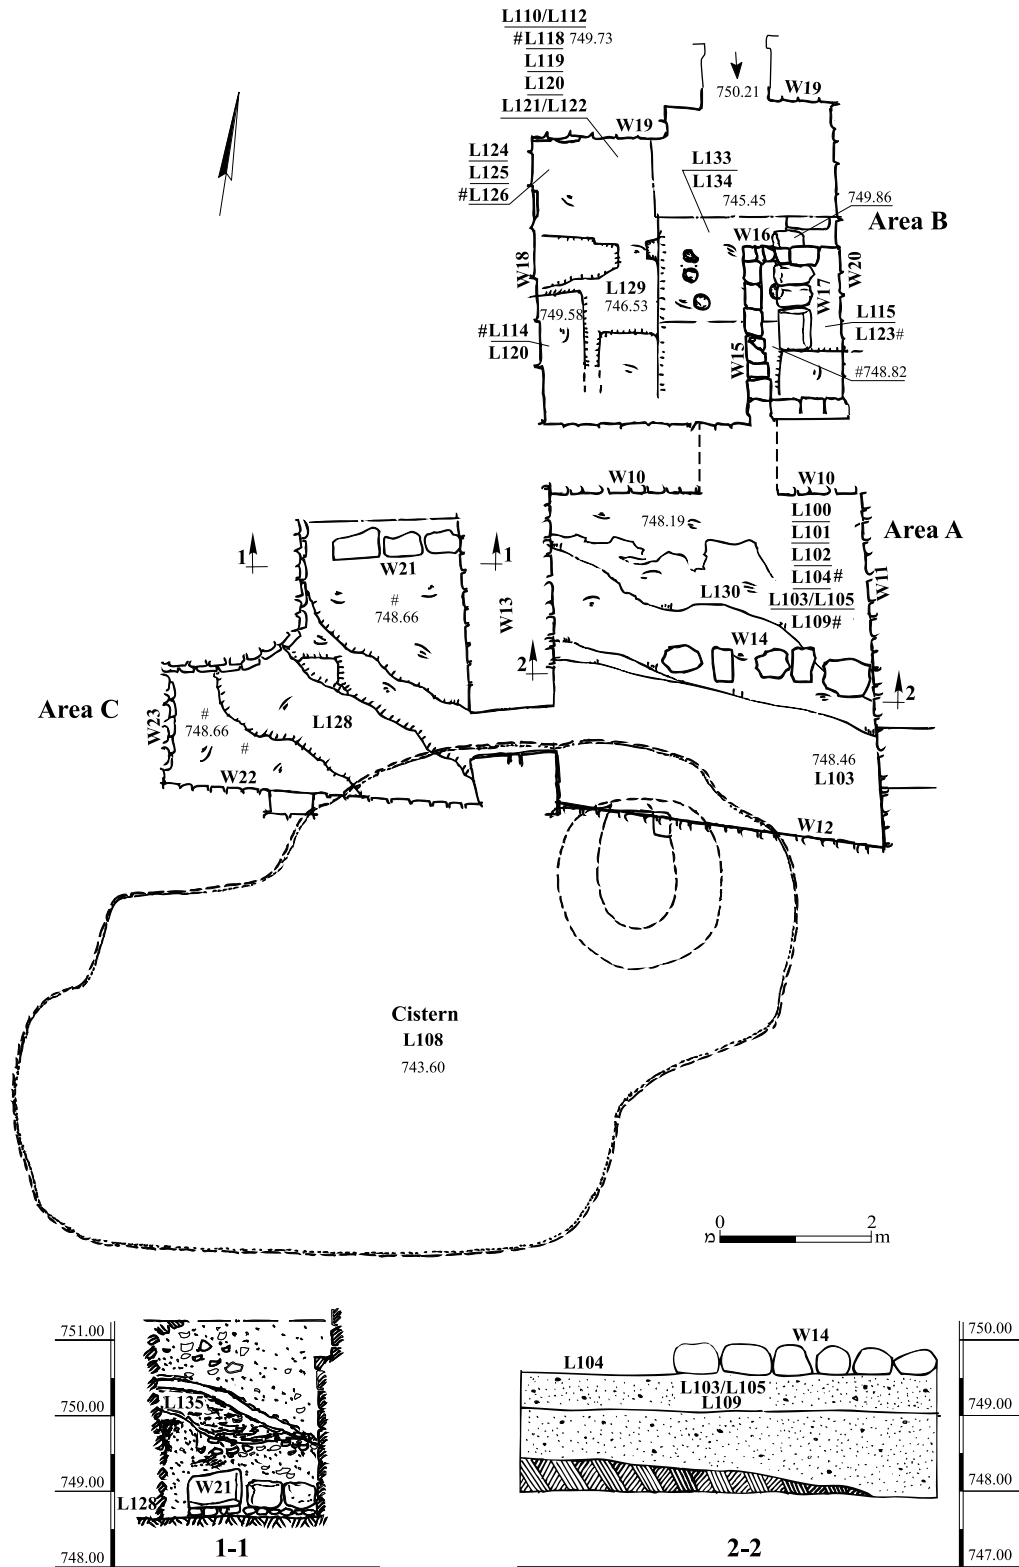 L110/L112
#L118 749.73
L119
L120
L121/L122
W19
750.21
W19
L124
L125
#L126
L133
L134
745.45
749.86
Area B
W16
W18
W20
W17
L129
746.53
749.58
L115
L123#
#L114
L120
W15
#748.82
W10
W10
748.19
L100
L101
L102
L104#
L103/L105
L109#
Area A
W11
1
1
W21
#
748.66
W13
L130
W14
2
2
Area C
W23
#
748.66
#
L128
W22
748.46
L103
W12
Cistern
L108
743.60
0 2
מ m
751.00
750.00
749.00
748.00
L135
W21
L128
1-1
W14
L104
L103/L105
L109
750.00
749.00
748.00
747.00
2-2